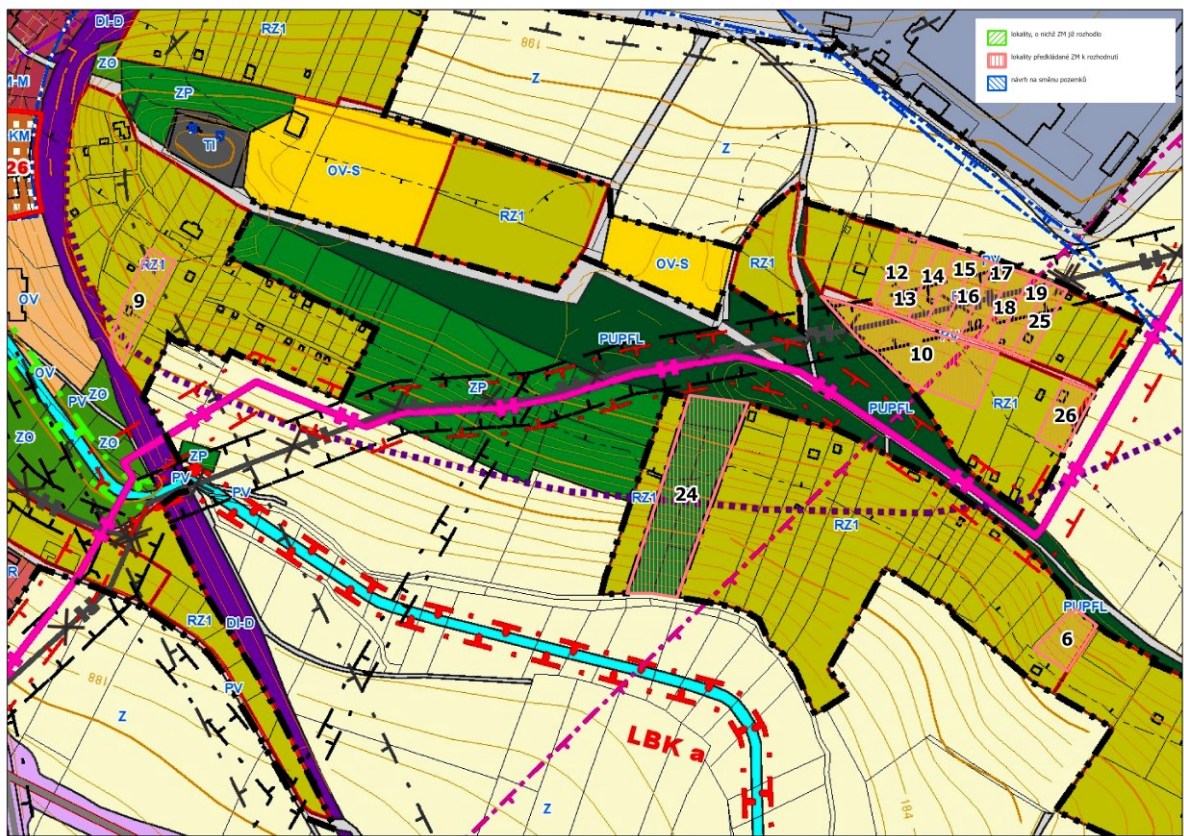 DI-D
RZ1
198
Z
lokality, o nichž ZM již rozhodlo
lokality předkládané ZM k rozhodnutí
návrh na směnu pozemků
ZO
M-M
ZP
KM
TI
26
OV-S
Z
RZ1
OV-S
RZ1
RZ1
9
OV
12
13
14
15
16
17
18
19
25
PV
10
PUPFL
OV
PV
ZO
ZO
ZP
PUPFL
RZ1
26
ZP
PV
PV
24
RZ1
RZ1
R
RZ1
DI-D
PUPFL
6
198
PV
Z
LBK a
184
Z